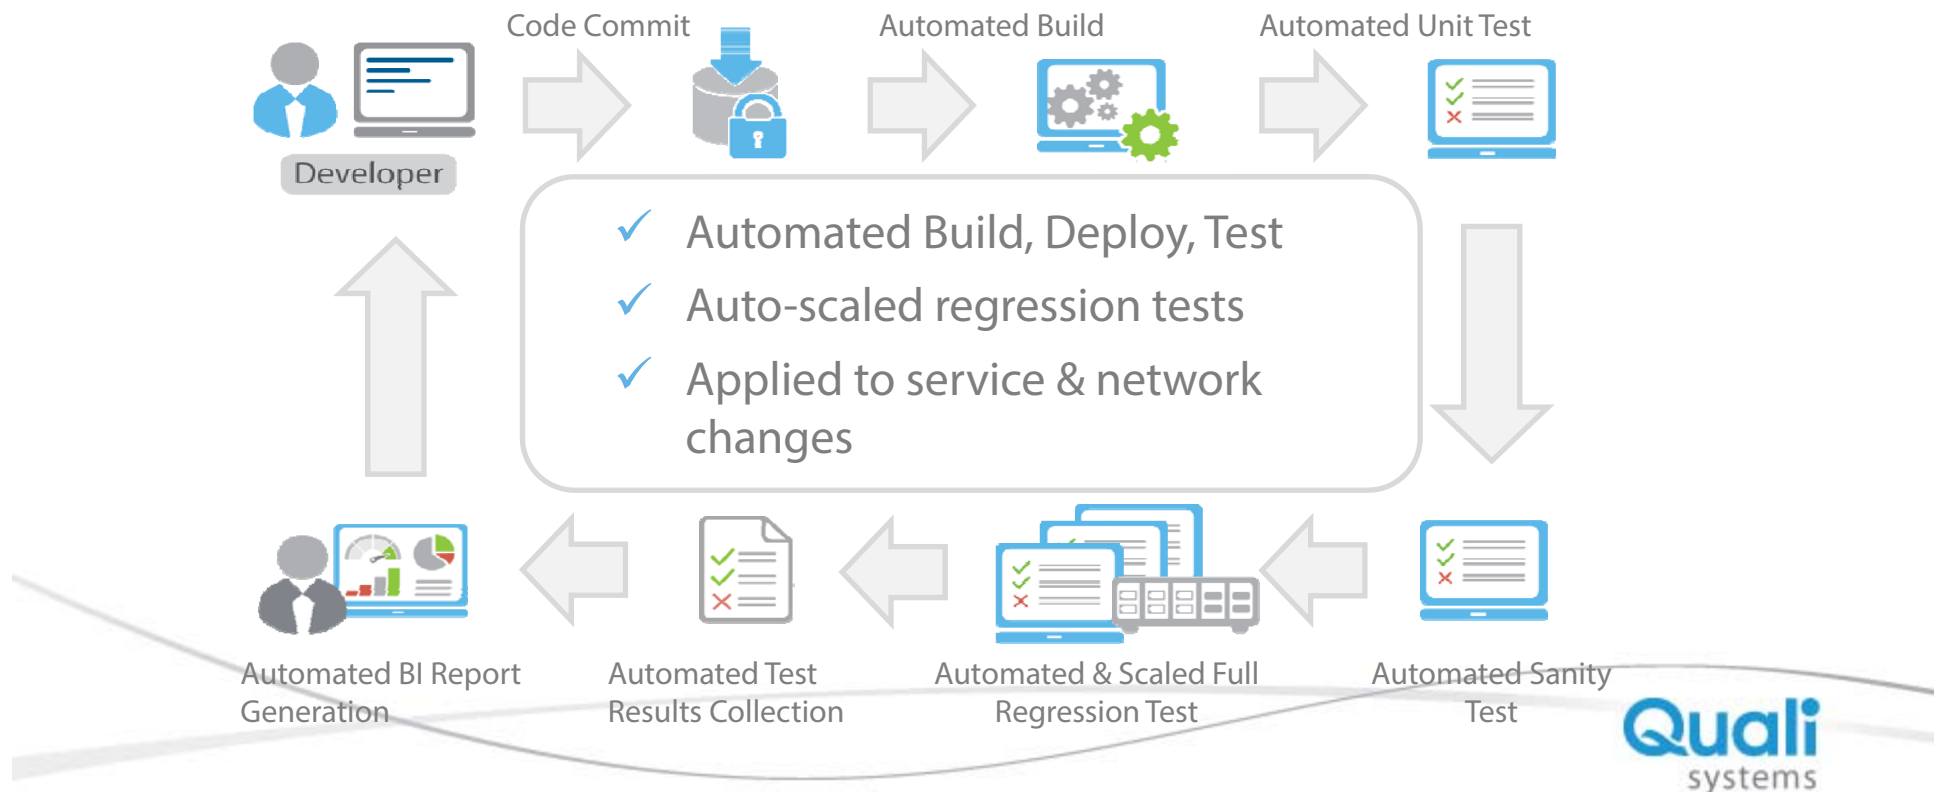 Code Commit
Automated Build
Automated Unit Test
Developer
✓ Automated Build, Deploy, Test
✓ Auto-scaled regression tests
✓ Applied to service & network
changes
Automated BI Report
Generation
Automated Test
Results Collection
Automated & Scaled Full
Regression Test
Automated Sanity
Test
Quali
systems